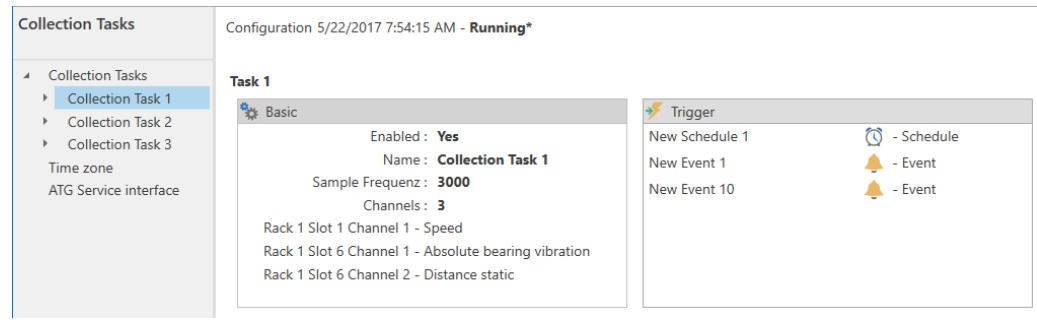 Collection Tasks
Configuration 5/22/2017 7:54:15 AM - Running*
Collection Tasks
Collection Task 1
Collection Task 2
Collection Task 3
Time zone
ATG Service interface
Task 1
Basic
Enabled : Yes
Name : Collection Task 1
Sample Frequenz : 3000
Channels : 3
Rack 1 Slot 1 Channel 1 - Speed
Rack 1 Slot 6 Channel 1 - Absolute bearing vibration
Rack 1 Slot 6 Channel 2 - Distance static
Trigger
New Schedule 1 - Schedule
New Event 1 - Event
New Event 10 - Event